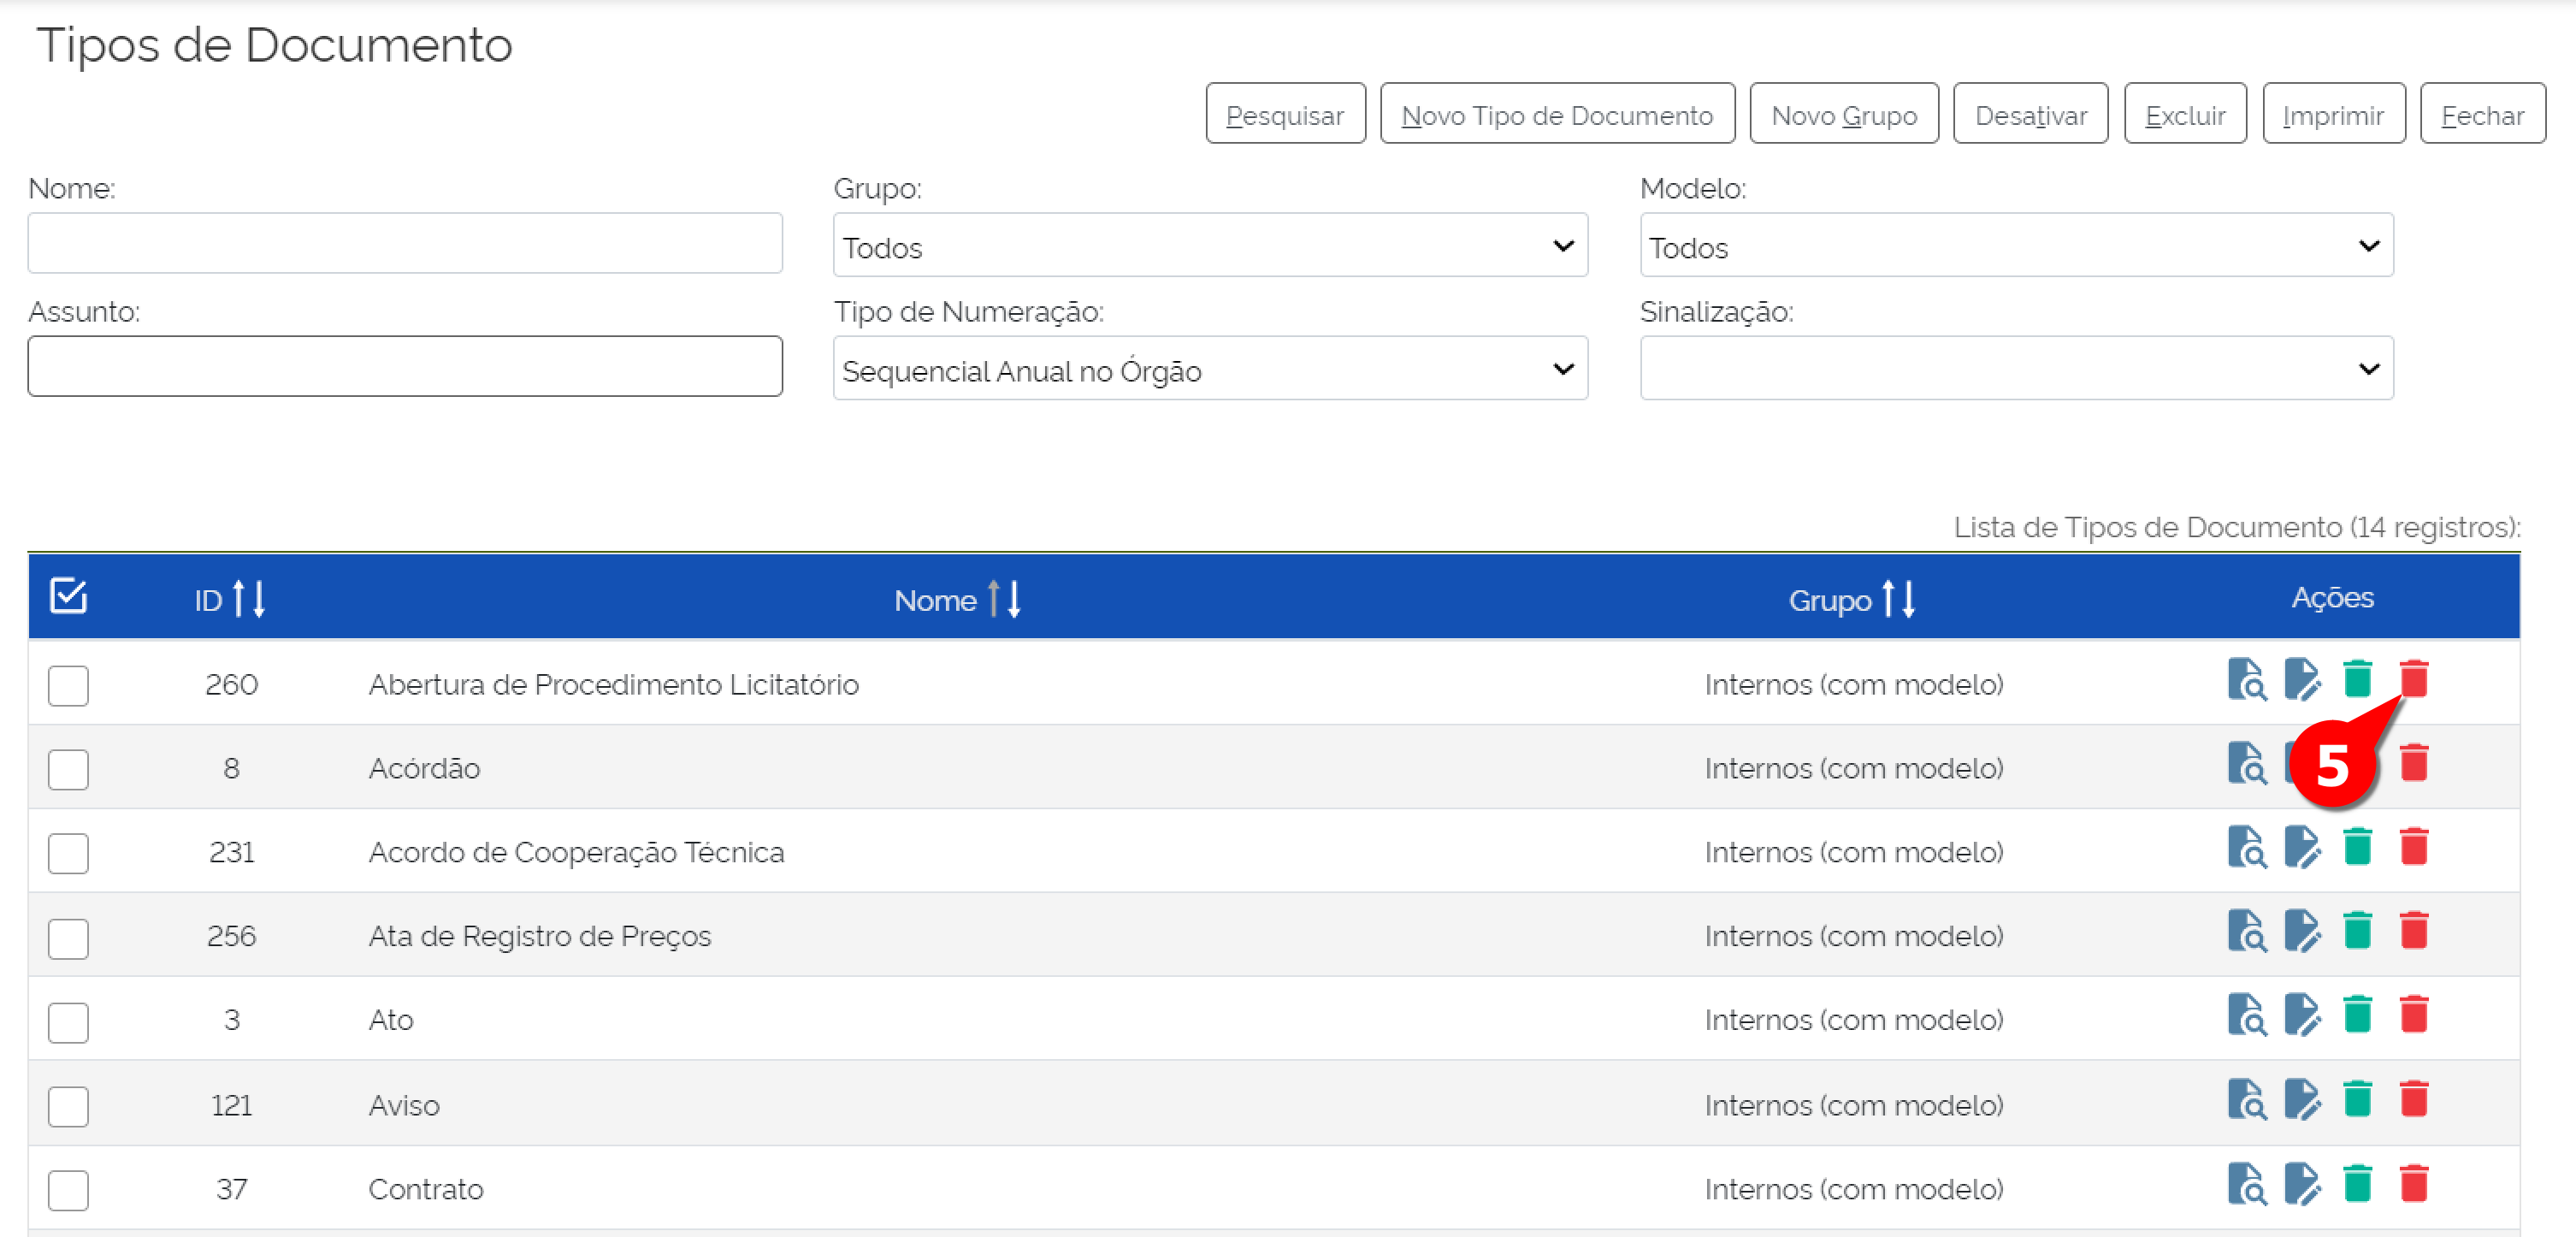 Tipos de Documento
Pesquisar Novo Tipo de Documento Novo Grupo Desativar Excluir Imprimir Fechar
Nome: Grupo: Modelo:
Todos Todos
Assunto: Tipo de Numeração: Sinalização:
Sequencial Anual no Órgão
Lista de Tipos de Documento (14 registros):
ID Nome Grupo Ações
260 Abertura de Procedimento Licitatório Internos (com modelo)
8 Acórdão Internos (com modelo) 5
231 Acordo de Cooperação Técnica Internos (com modelo)
256 Ata de Registro de Preços Internos (com modelo)
3 Ato Internos (com modelo)
121 Aviso Internos (com modelo)
37 Contrato Internos (com modelo)